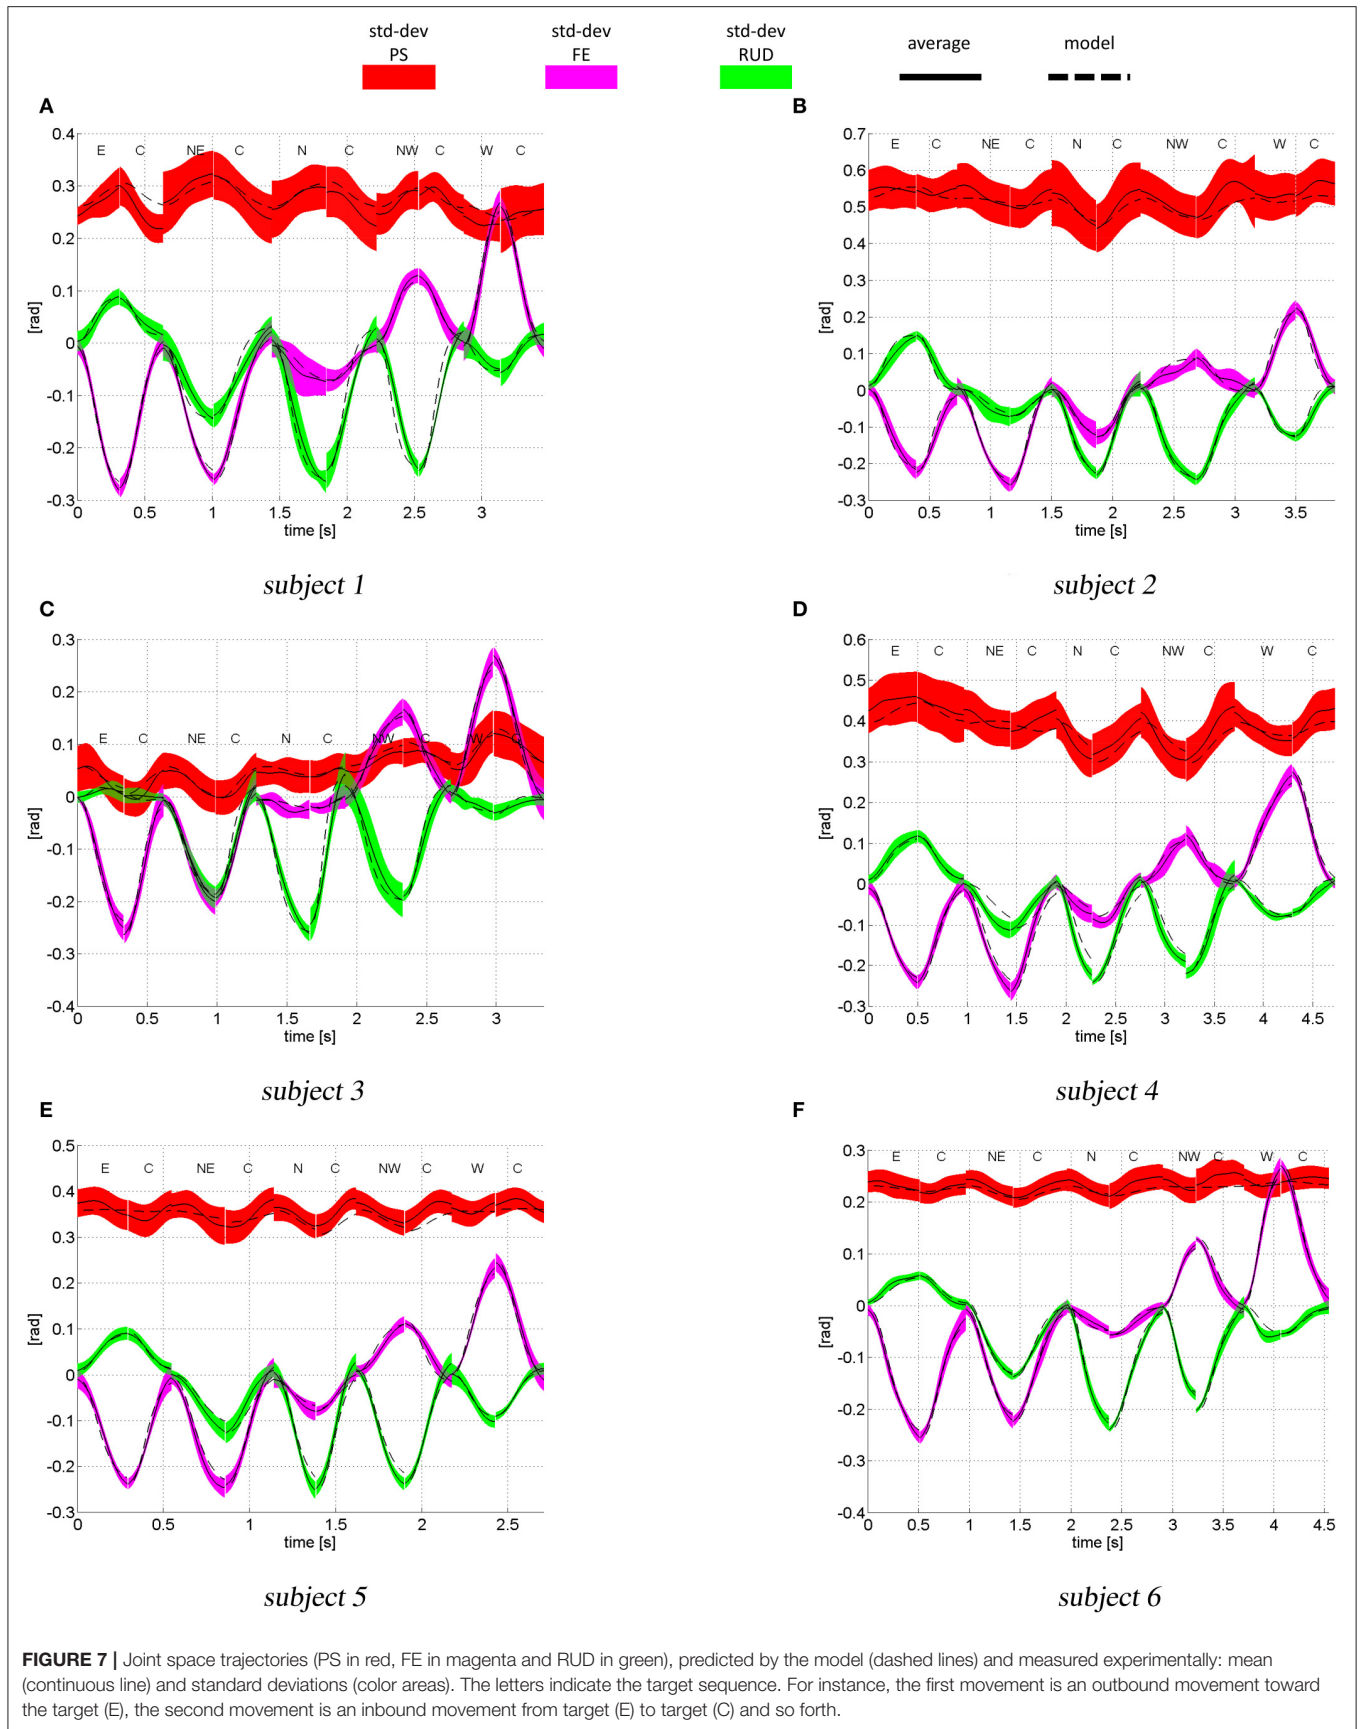 std-dev std-dev std-dev
PS FE RUD average model
A
0.4
0.3
0.2
0.1
0
-0.1
-0.2
-0.3
[rad]
E C NE C N C NW C W C
0 0.5 1 1.5 2 2.5 3
time [s]
subject 1
B
0.7
0.6
0.5
0.4
0.3
0.2
0.1
0
-0.1
-0.2
-0.3
[rad]
E C NE C N C NW C W C
0 0.5 1 1.5 2 2.5 3 3.5
time [s]
subject 2
C
0.3
0.2
0.1
0
-0.1
-0.2
-0.3
-0.4
[rad]
E C NE C N C NW C W C
0 0.5 1 1.5 2 2.5 3
time [s]
subject 3
D
0.6
0.5
0.4
0.3
0.2
0.1
0
-0.1
-0.2
-0.3
[rad]
E C NE C N C NW C W C
0 0.5 1 1.5 2 2.5 3 3.5 4 4.5
time [s]
subject 4
E
0.5
0.4
0.3
0.2
0.1
0
-0.1
-0.2
-0.3
[rad]
E C NE C N C NW C W C
0 0.5 1 1.5 2 2.5
time [s]
subject 5
F
0.3
0.2
0.1
0
-0.1
-0.2
-0.3
-0.4
[rad]
E C NE C N C NW C W C
0 0.5 1 1.5 2 2.5 3 3.5 4 4.5
time [s]
subject 6
FIGURE 7 | Joint space trajectories (PS in red, FE in magenta and RUD in green), predicted by the model (dashed lines) and measured experimentally: mean
(continuous line) and standard deviations (color areas). The letters indicate the target sequence. For instance, the first movement is an outbound movement toward
the target (E), the second movement is an inbound movement from target (E) to target (C) and so forth.